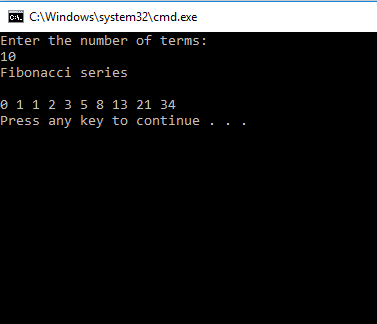 C:\Windows\system32\cmd.exe
Enter the number of terms:
10
Fibonacci series
0 1 1 2 3 5 8 13 21 34
Press any key to continue . . .